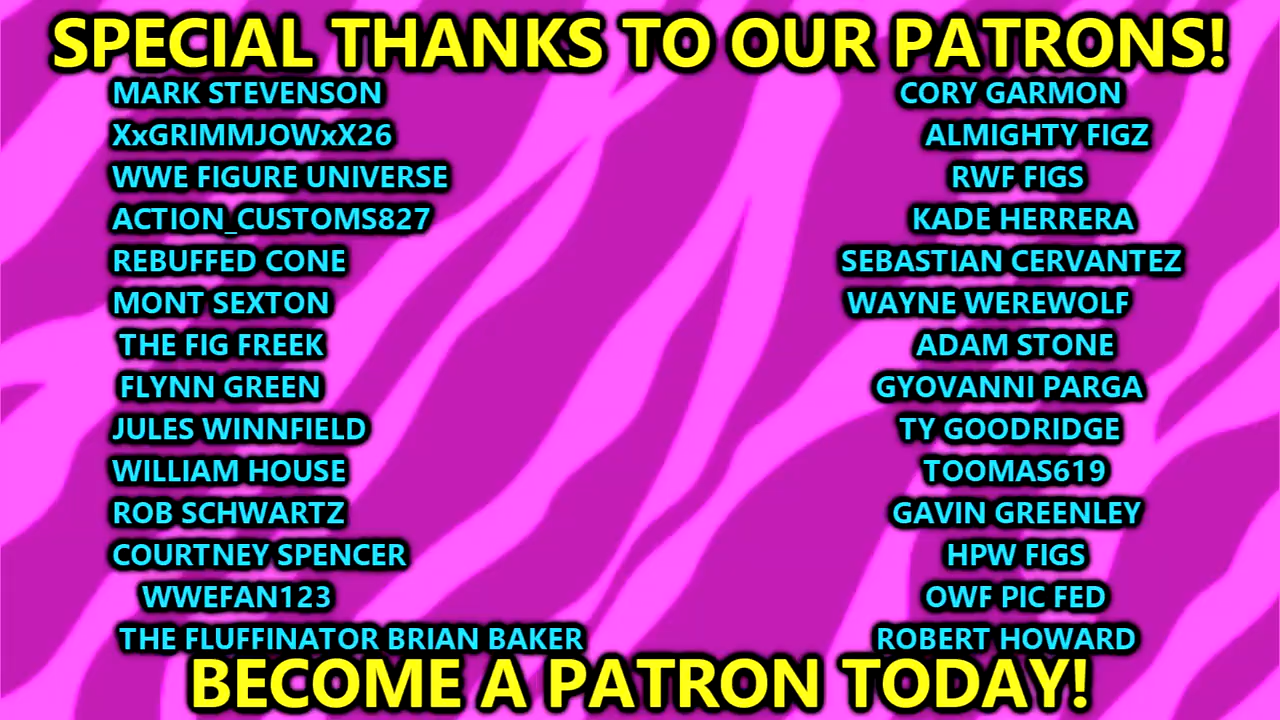 SPECIAL THANKS TO OUR PATRONS!
MARK STEVENSON
XxGRIMMJOWxX26
WWE FIGURE UNIVERSE
ACTION_CUSTOMS827
REBUFFED CONE
MONT SEXTON
THE FIG FREEK
FLYNN GREEN
JULES WINNFIELD
WILLIAM HOUSE
ROB SCHWARTZ
COURTNEY SPENCER
WWEFAN123
THE FLUFFINATOR BRIAN BAKER
CORY GARMON
ALMIGHTY FIGZ
RWF FIGS
KADE HERRERA
SEBASTIAN CERVANTEZ
WAYNE WEREWOLF
ADAM STONE
GYOVANNI PARGA
TY GOODRIDGE
TOOMAS619
GAVIN GREENLEY
HPW FIGS
OWF PIC FED
ROBERT HOWARD
BECOME A PATRON TODAY!